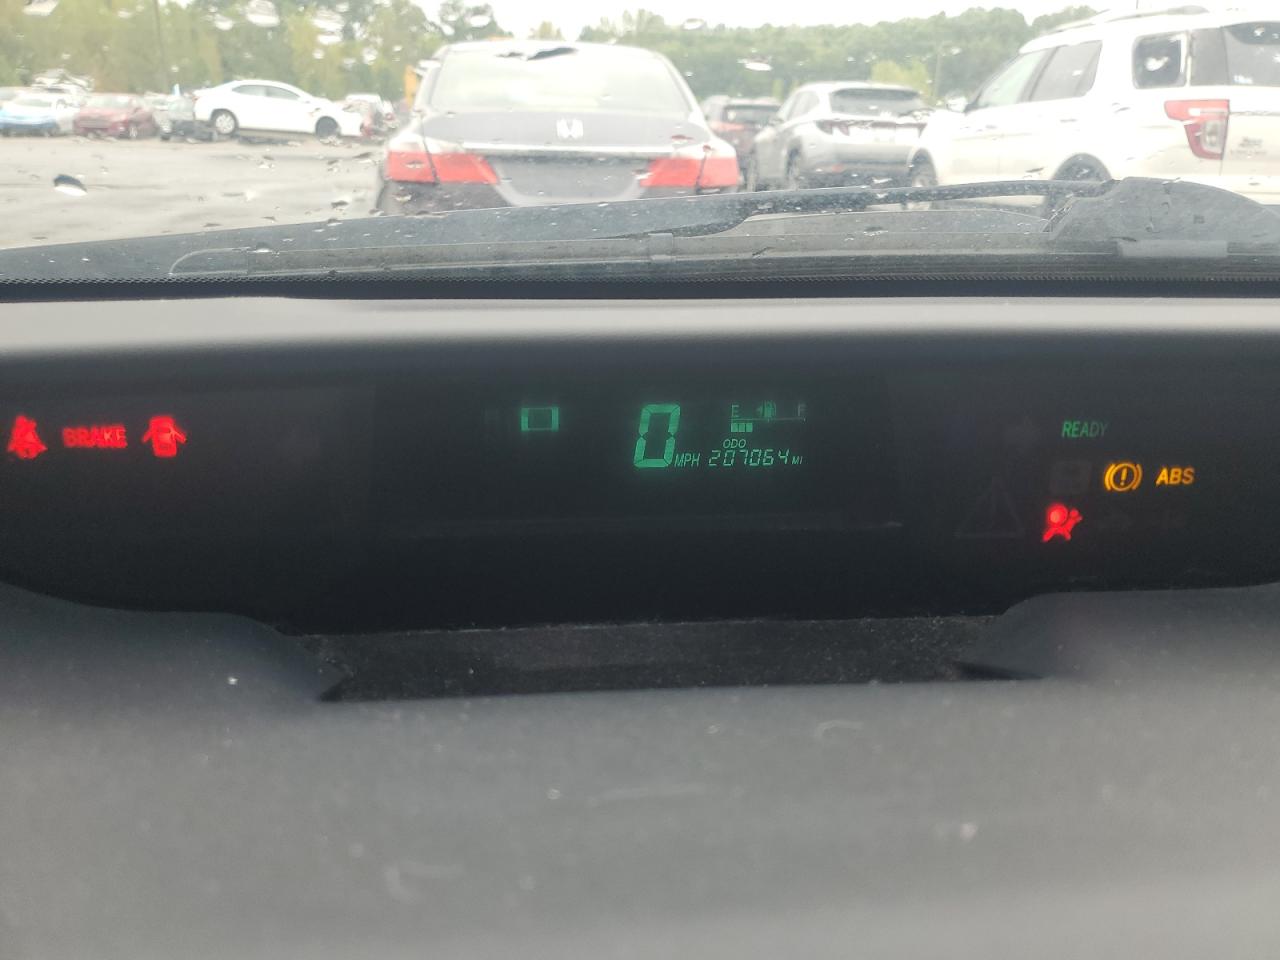 BRAKE
E F
0 MPH
ODO
207064 MI
READY
ABS